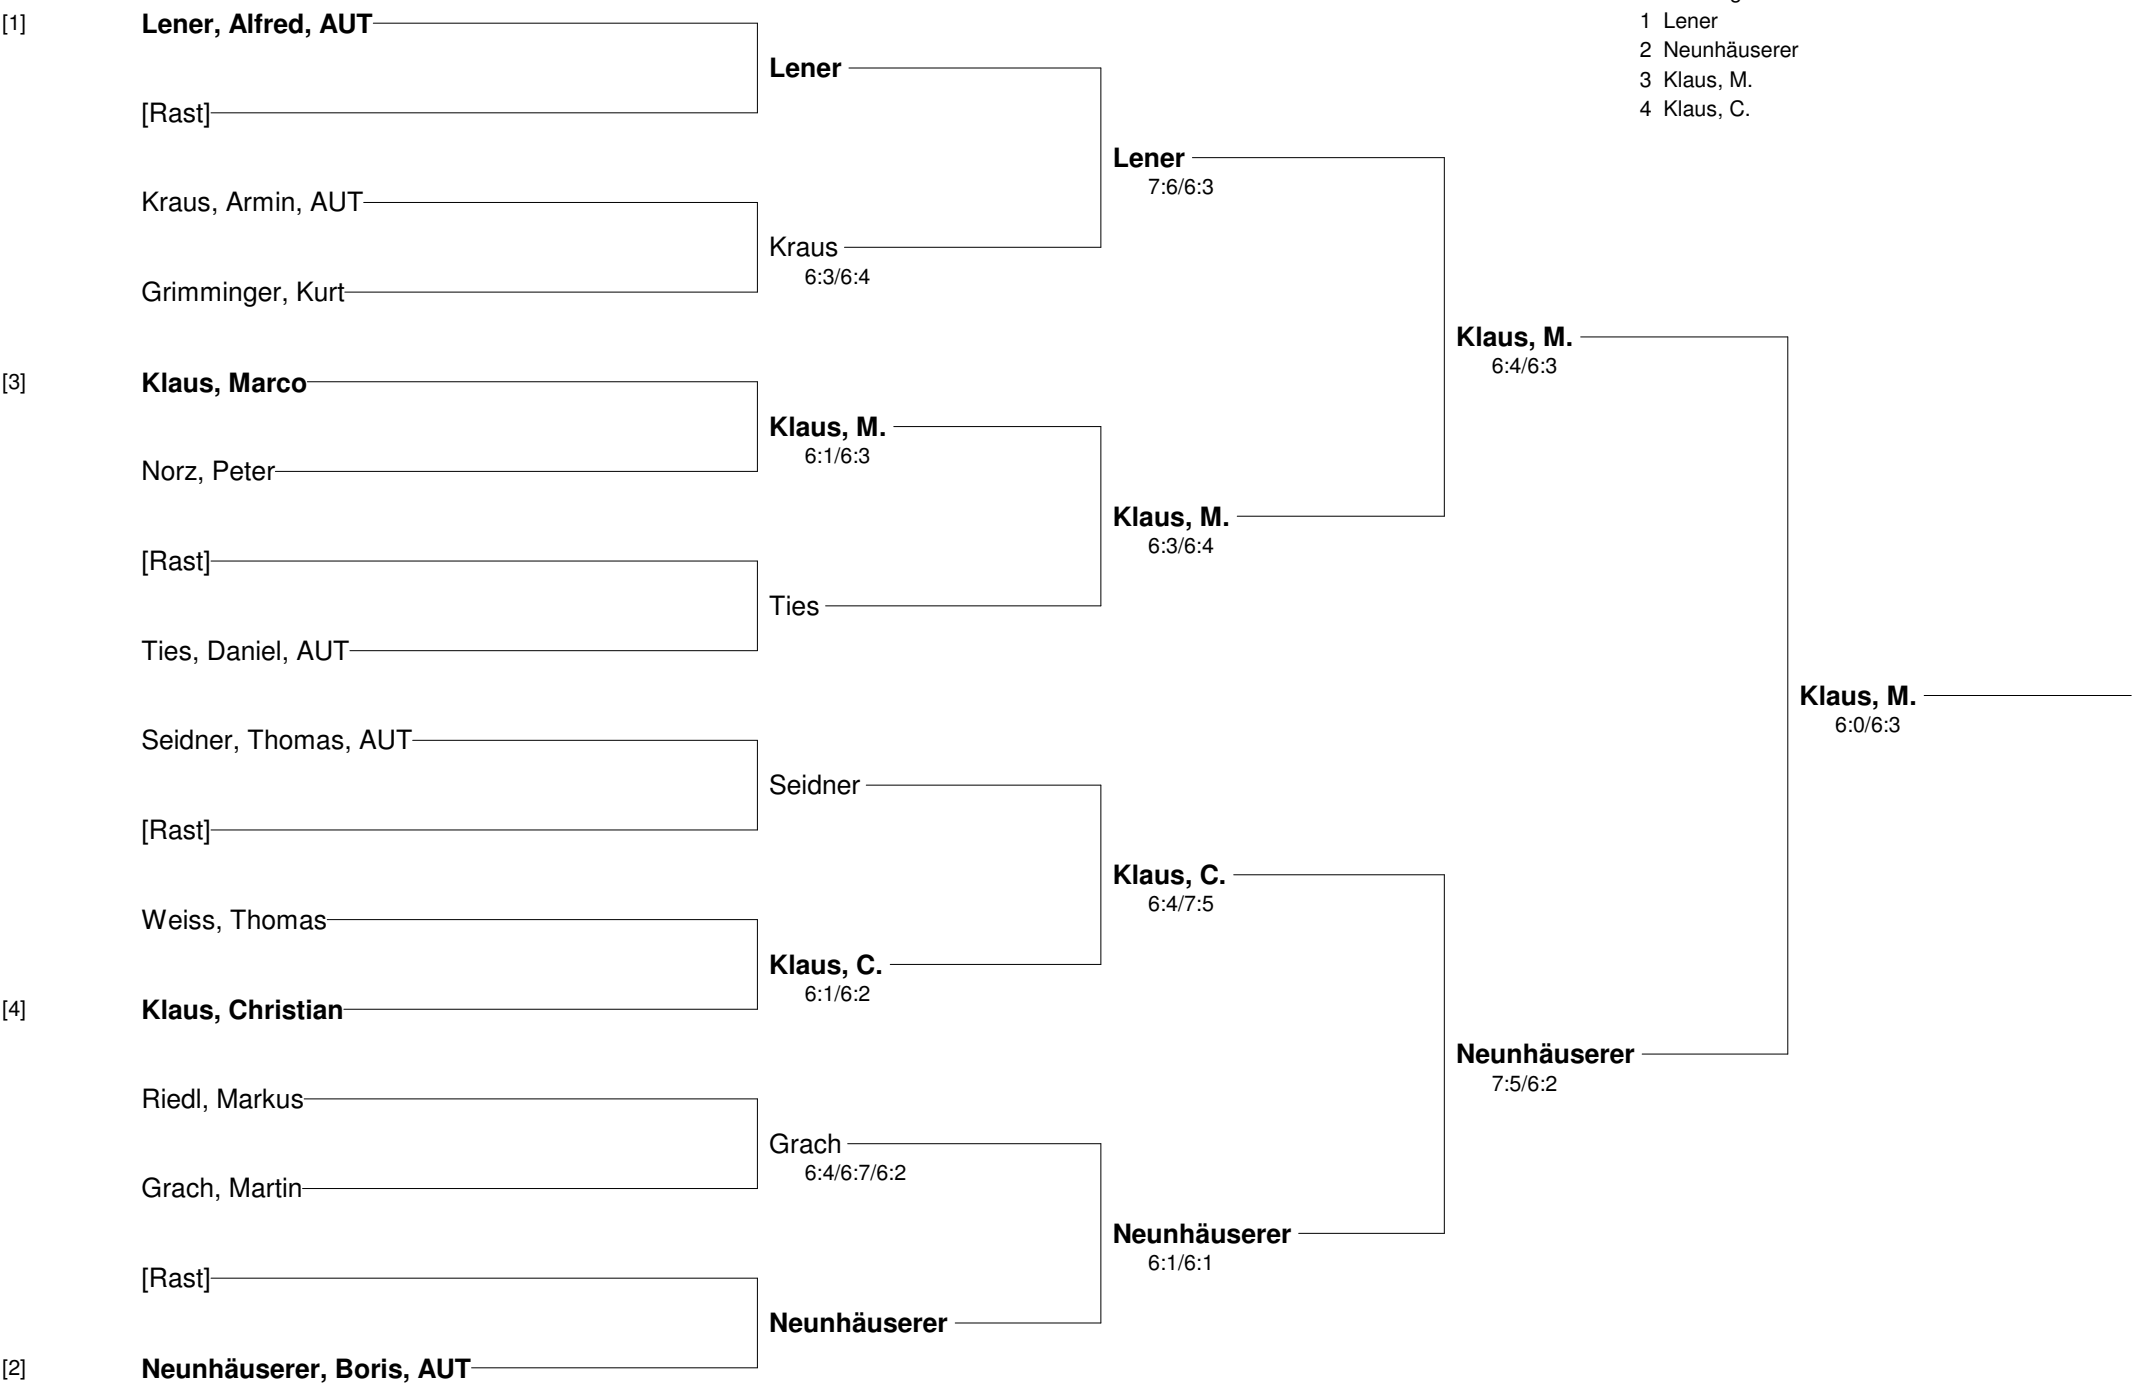 [1] Lener, Alfred, AUT
[Rast]
Kraus, Armin, AUT
Grimminger, Kurt
[3] Klaus, Marco
Norz, Peter
[Rast]
Ties, Daniel, AUT
Seidner, Thomas, AUT
[Rast]
Weiss, Thomas
[4] Klaus, Christian
Riedl, Markus
Grach, Martin
[Rast]
[2] Neunhäuserer, Boris, AUT
Lener
Kraus
6:3/6:4
Klaus, M.
6:1/6:3
Ties
Seidner
Klaus, C.
6:1/6:2
Grach
6:4/6:7/6:2
Neunhäuserer
Lener
7:6/6:3
Klaus, M.
6:3/6:4
Klaus, C.
6:4/7:5
Neunhäuserer
6:1/6:1
Klaus, M.
6:4/6:3
Neunhäuserer
7:5/6:2
Klaus, M.
6:0/6:3
1 Lener
2 Neunhäuserer
3 Klaus, M.
4 Klaus, C.